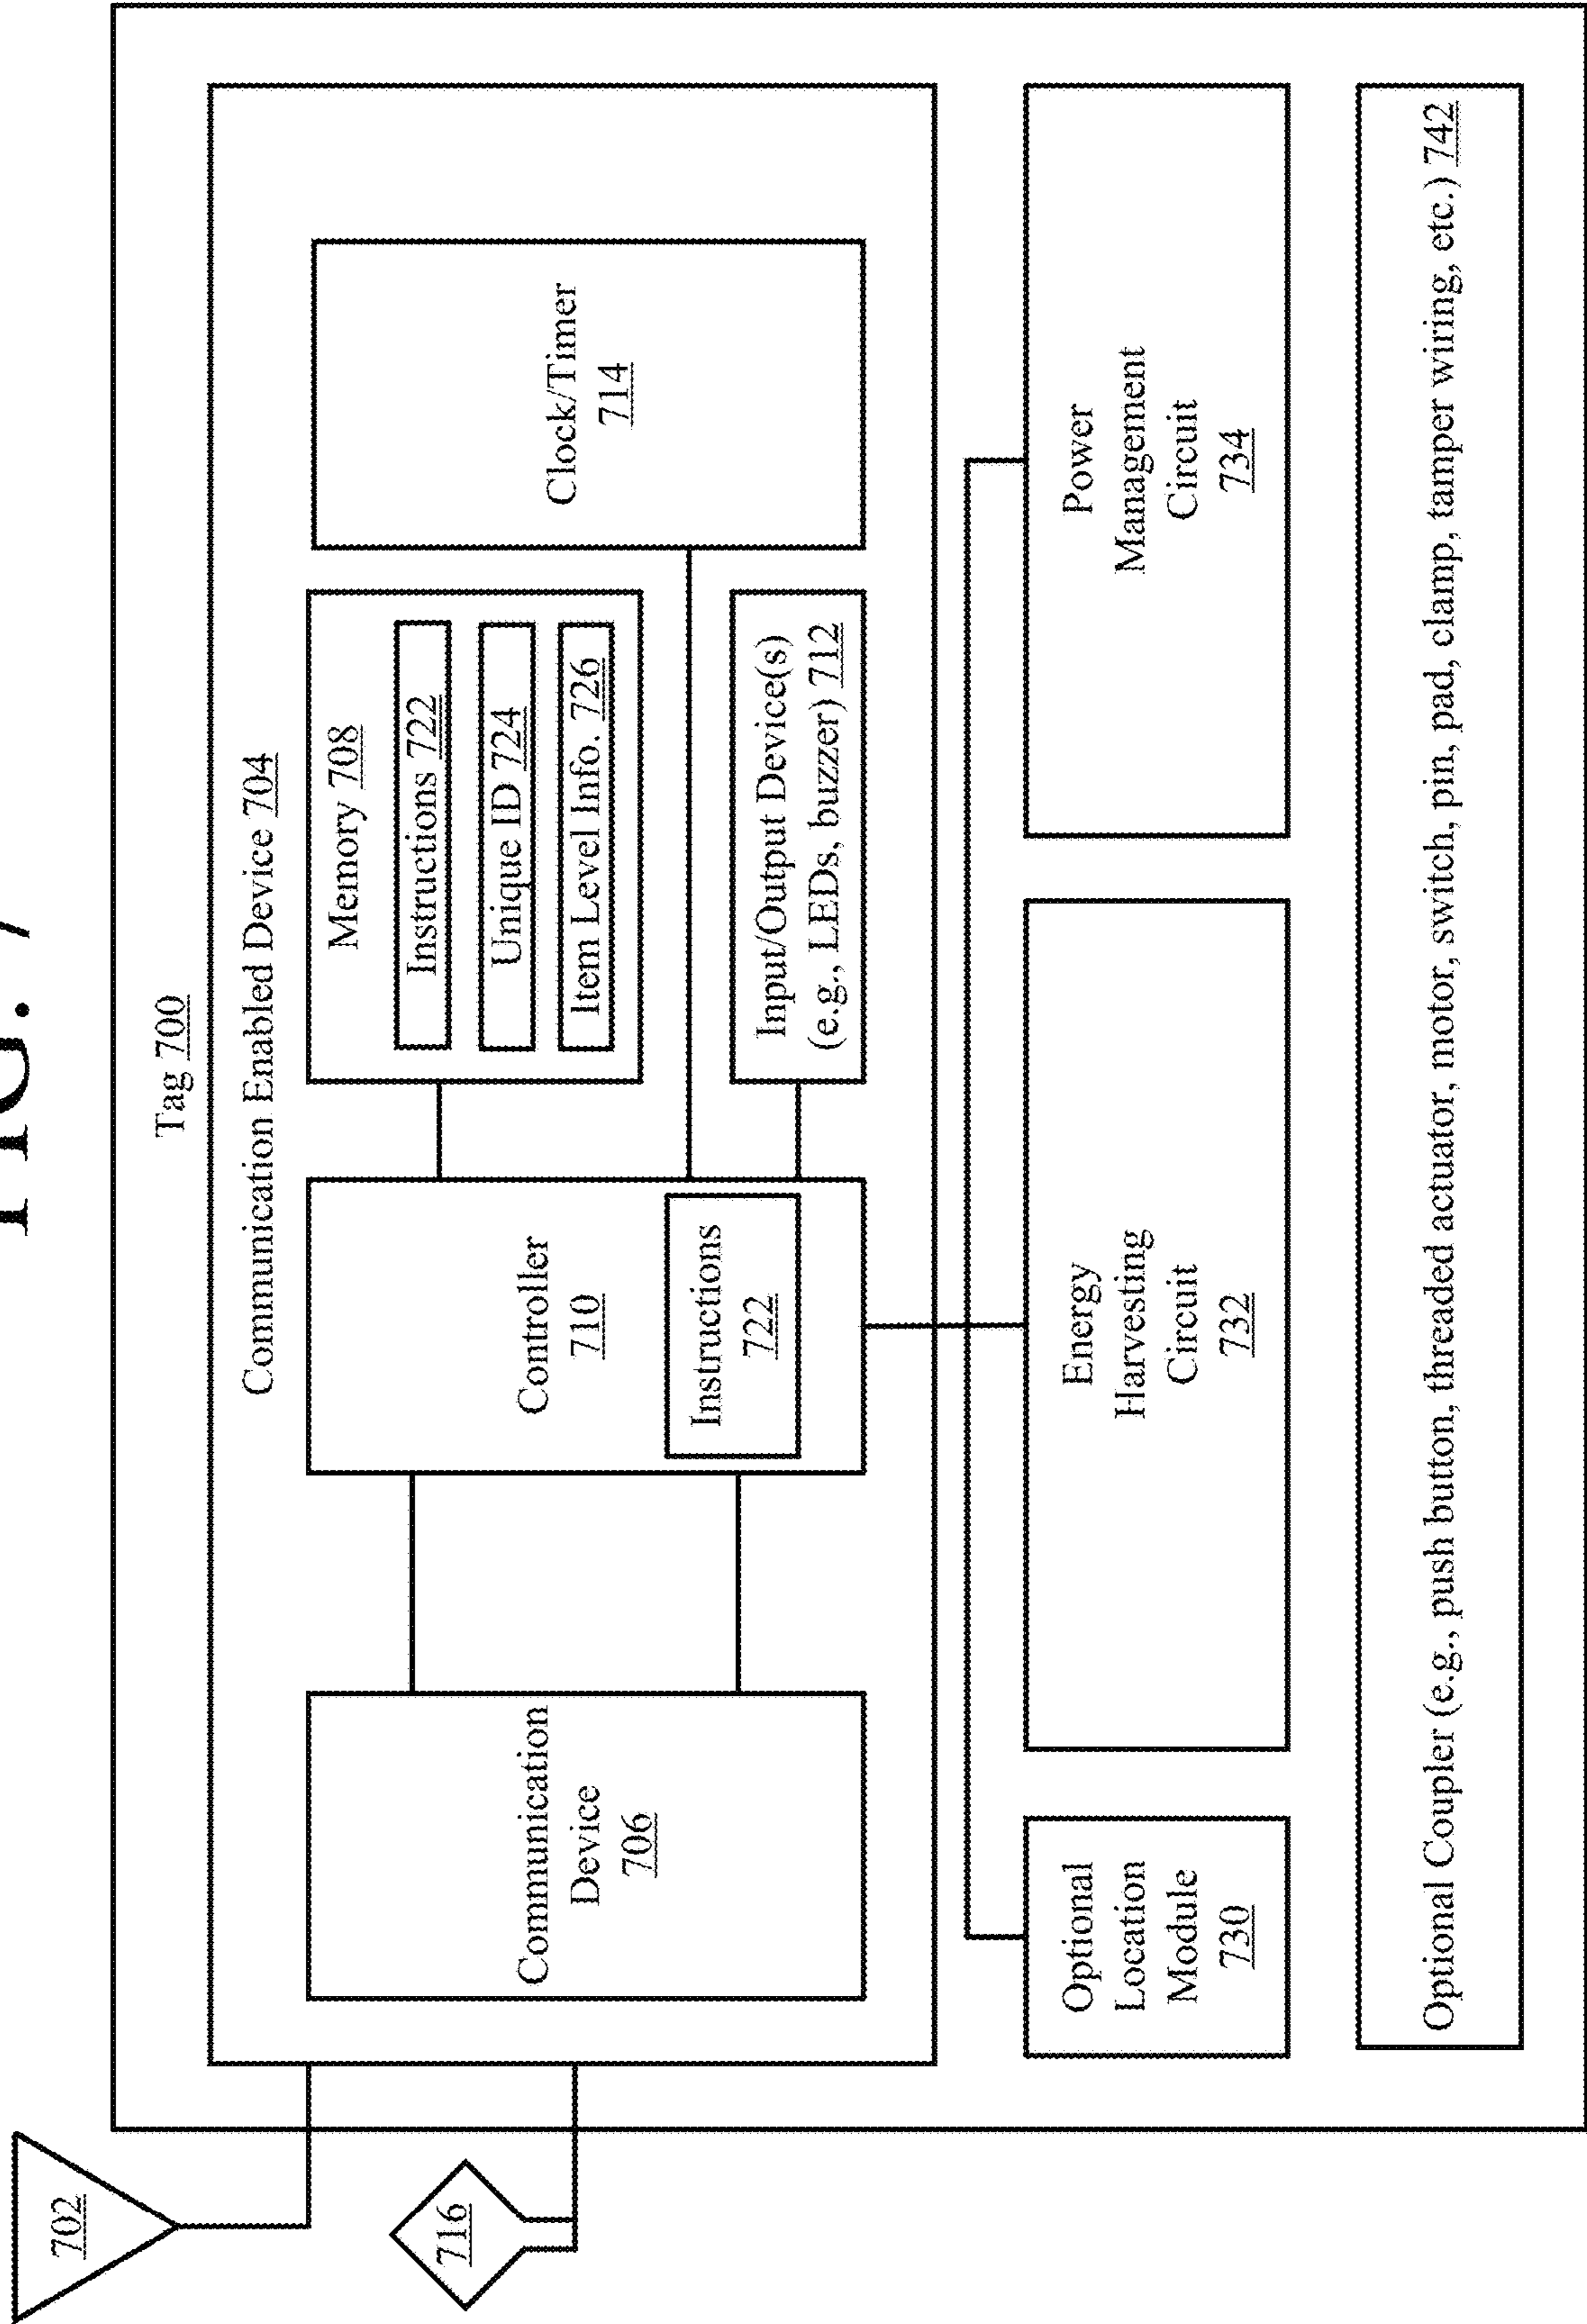 FIG. 7
Tag 700
702
716
Communication Enabled Device 704
Communication
Device
706
Controller
710
Instructions
722
Memory 708
Instructions 722
Unique ID 724
Item Level Info. 726
Input/Output Device(s)
(e.g., LEDs, buzzer) 712
Clock/Timer
714
Optional
Location
Module
730
Energy
Harvesting
Circuit
732
Power
Management
Circuit
734
Optional Coupler (e.g., push button, threaded actuator, motor, switch, pin, pad, clamp, tamper wiring, etc.) 742